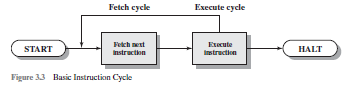 Fetch cycle Execute cycle
START
Fetch next
instruction
Execute
instruction
HALT
Figure 3.3 Basic Instruction Cycle